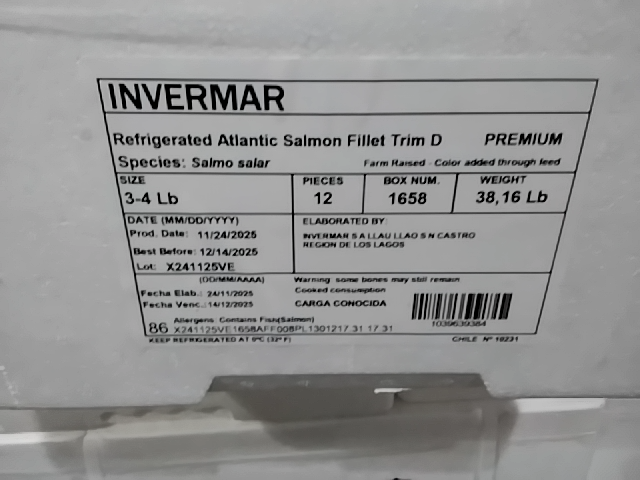 INVERMAR
Refrigerated Atlantic Salmon Fillet Trim D PREMIUM
Species: Salmo salar Farm Raised - Color added through feed
SIZE PIECES BOX NUM. WEIGHT
3-4 Lb 12 1658 38,16 Lb
DATE (MM/DD/YYYY) ELABORATED BY:
Prod. Date: 11/24/2025 INVERMAR S A LLAU LLAO S N CASTRO
REGION DE LOS LAGOS
Best Before: 12/14/2025
Lot: X241125VE
(DD/MM/AAAA) Warning some bones may still remain
Cooked consumption
Fecha Elab.: 24/11/2025
Fecha Venc.: 14/12/2025 CARGA CONOCIDA
Allergens: Contains Fish(Salmon)
86 X241125VE1658AFF008PL1301217.31 17.31 1039639384
KEEP REFRIGERATED AT 0ºC (32º F) CHILE Nº 10231